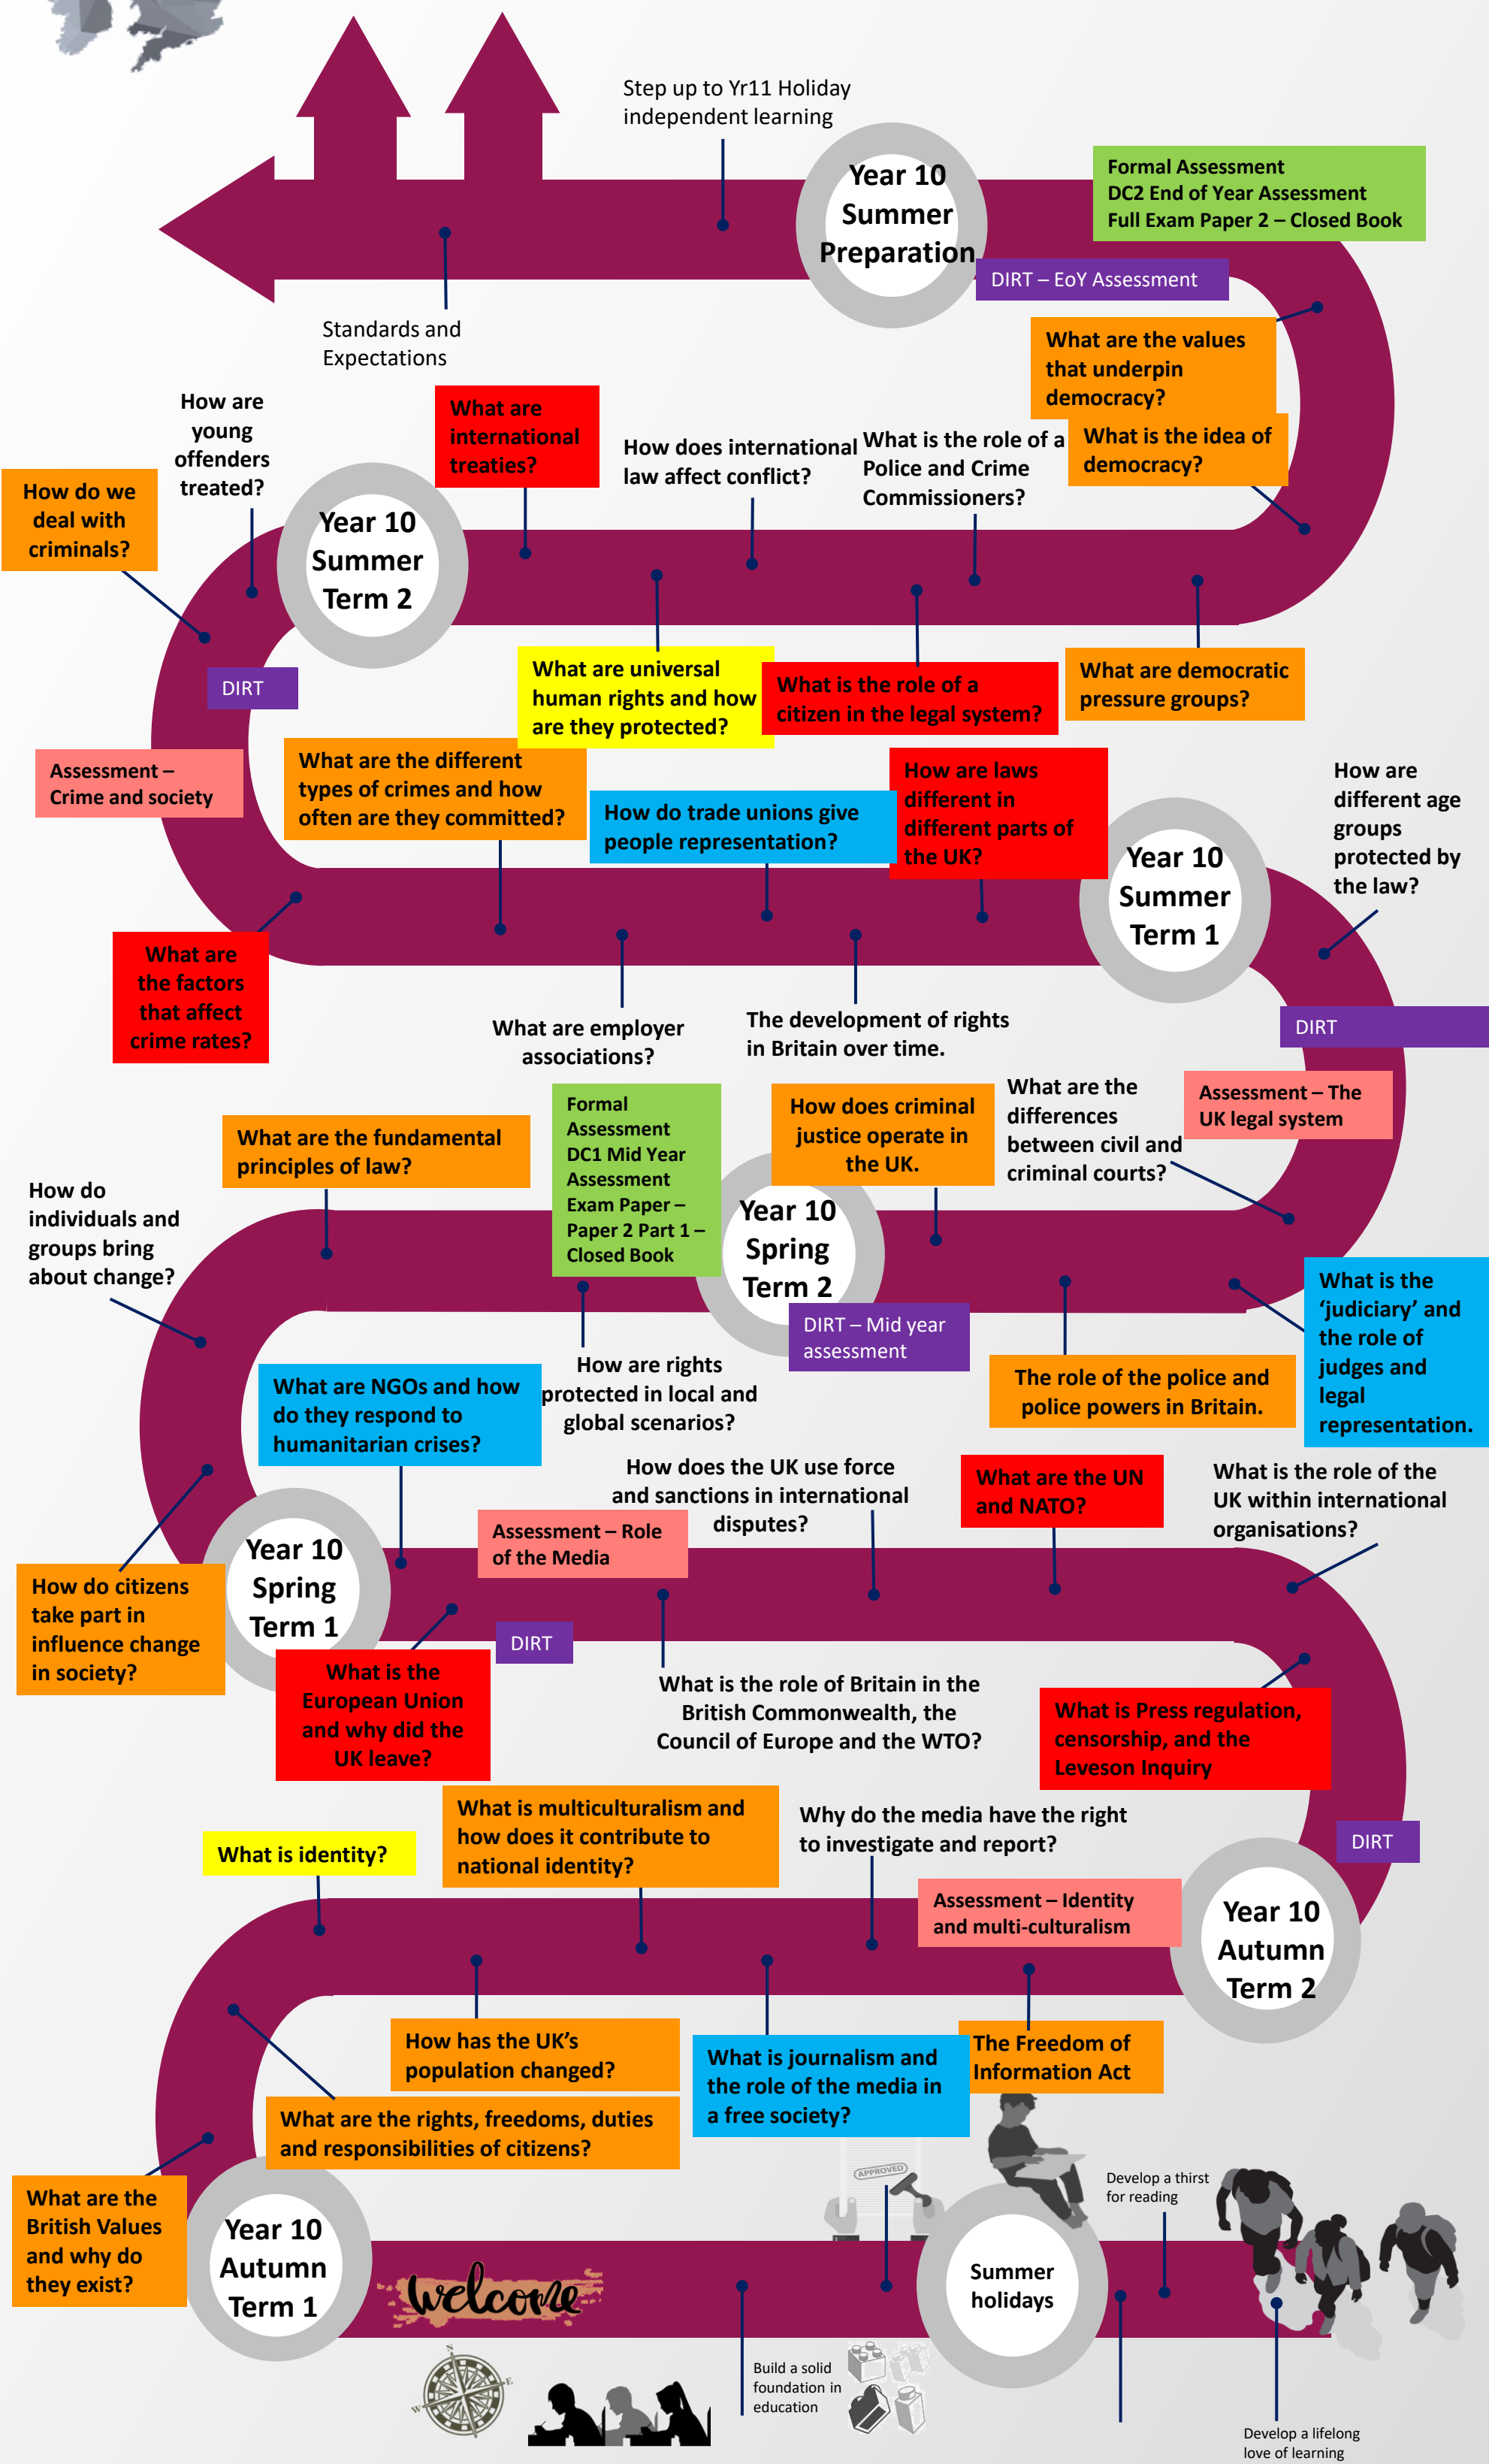 Step up to Yr11 Holiday
independent learning
Year 10
Summer
Preparation
Formal Assessment
DC2 End of Year Assessment
Full Exam Paper 2 – Closed Book
DIRT – EoY Assessment
Standards and
Expectations
What are the values
that underpin
democracy?
How are
young
offenders
treated?
What are
international
treaties?
How does international
law affect conflict?
What is the role of a
Police and Crime
Commissioners?
What is the idea of
democracy?
How do we
deal with
criminals?
Year 10
Summer
Term 2
DIRT
What are universal
human rights and how
are they protected?
What is the role of a
citizen in the legal system?
What are democratic
pressure groups?
Assessment –
Crime and society
What are the different
types of crimes and how
often are they committed?
How do trade unions give
people representation?
How are laws
different in
different parts of
the UK?
Year 10
Summer
Term 1
How are
different age
groups
protected by
the law?
What are
the factors
that affect
crime rates?
What are employer
associations?
The development of rights
in Britain over time.
DIRT
What are the fundamental
principles of law?
Formal
Assessment
DC1 Mid Year
Assessment
Exam Paper –
Paper 2 Part 1 –
Closed Book
How does criminal
justice operate in
the UK.
What are the
differences
between civil and
criminal courts?
Assessment – The
UK legal system
How do
individuals and
groups bring
about change?
Year 10
Spring
Term 2
DIRT – Mid year
assessment
What is the
‘judiciary’ and
the role of
judges and
legal
representation.
What are NGOs and how
do they respond to
humanitarian crises?
How are rights
protected in local and
global scenarios?
The role of the police and
police powers in Britain.
How does the UK use force
and sanctions in international
disputes?
What are the UN
and NATO?
What is the role of the
UK within international
organisations?
Assessment – Role
of the Media
Year 10
Spring
Term 1
How do citizens
take part in
influence change
in society?
DIRT
What is the
European Union
and why did the
UK leave?
What is the role of Britain in the
British Commonwealth, the
Council of Europe and the WTO?
What is Press regulation,
censorship, and the
Leveson Inquiry
What is identity?
What is multiculturalism and
how does it contribute to
national identity?
Why do the media have the right
to investigate and report?
DIRT
Assessment – Identity
and multi-culturalism
Year 10
Autumn
Term 2
How has the UK’s
population changed?
What is journalism and
the role of the media in
a free society?
The Freedom of
Information Act
What are the rights, freedoms, duties
and responsibilities of citizens?
What are the
British Values
and why do
they exist?
Year 10
Autumn
Term 1
welcome
APPROVED
Summer
holidays
Develop a thirst
for reading
N
E
S
W
Build a solid
foundation in
education
Develop a lifelong
love of learning